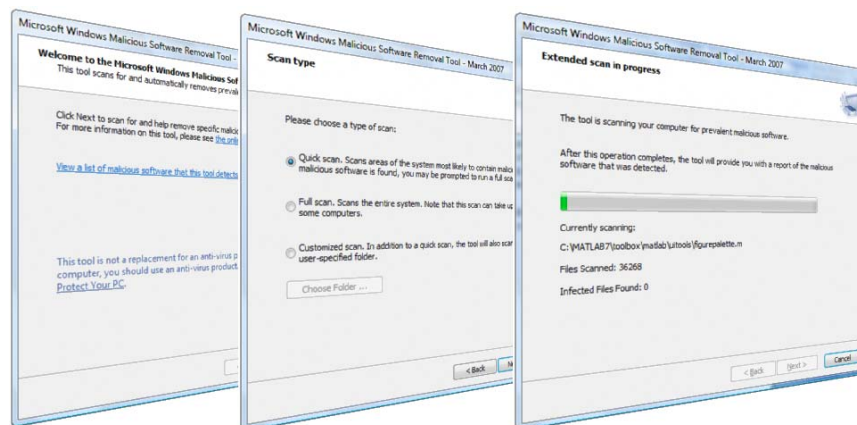 Microsoft Windows Malicious Software Removal Tool -
Welcome to the Microsoft Windows Malicious Sof
This tool scans for and automatically removes preval
Click Next to scan for and help remove specific malic
For more information on this tool, please see the onli
View a list of malicious software that this tool detects
This tool is not a replacement for an anti-virus p
computer, you should use an anti-virus product
Protect Your PC.
Microsoft Windows Malicious Software Removal Tool - March 2007
Scan type
Please choose a type of scan:
Quick scan. Scans areas of the system most likely to contain malic
malicious software is found, you may be prompted to run a full sca
Full scan. Scans the entire system. Note that this scan can take up
some computers.
Customized scan. In addition to a quick scan, the tool will also scan
user-specified folder.
Choose Folder ...
< Back
Microsoft Windows Malicious Software Removal Tool - March 2007
Extended scan in progress
The tool is scanning your computer for prevalent malicious software.
After this operation completes, the tool will provide you with a report of the malicious
software that was detected.
Currently scanning:
C:\MATLAB7\toolbox\matlab\uitools\figurepalette.m
Files Scanned: 36268
Infected Files Found: 0
< Back Next > Cancel